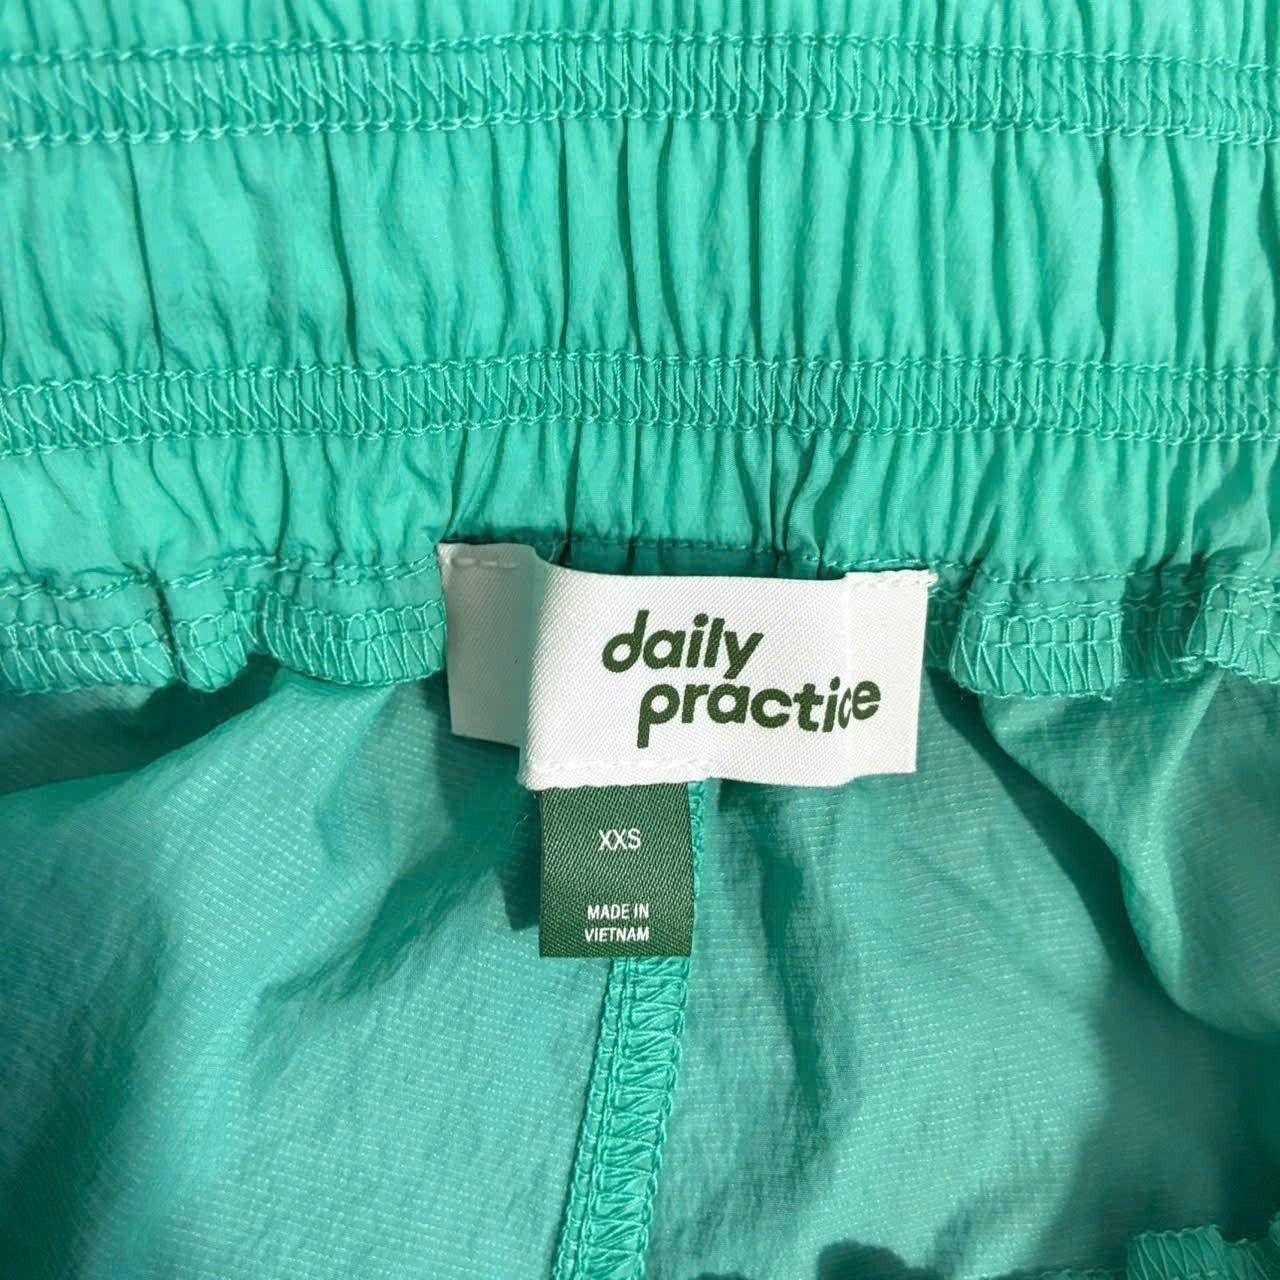 daily
practice
XXS
MADE IN
VIETNAM